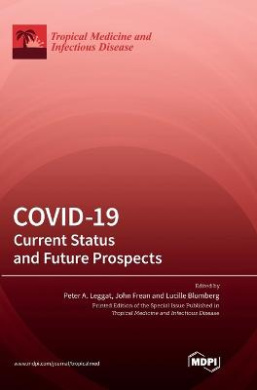 Tropical Medicine and
Infectious Disease
COVID-19
Current Status
and Future Prospects
Edited by
Peter A. Leggat, John Frean and Lucille Blumberg
Printed Edition of the Special Issue Published in
Tropical Medicine and Infectious Disease
www.mdpi.com/journal/tropicalmed
MDPI